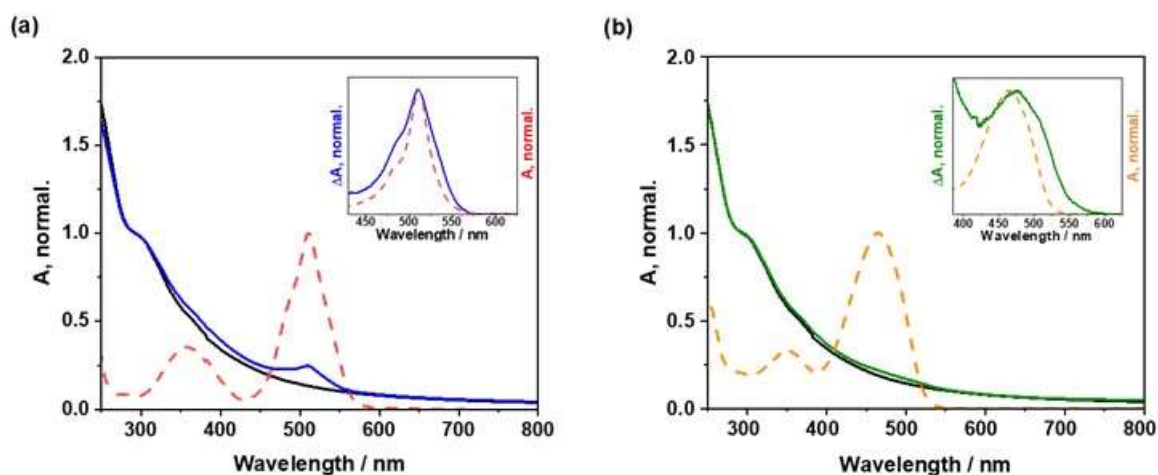 (a)
2.0
1.5
1.0
0.5
0.0
A, normal.
300 400 500 600 700 800
Wavelength / nm
ΔA, normal.
A, normal.
450 500 550 600
Wavelength / nm
(b)
2.0
1.5
1.0
0.5
0.0
A, normal.
300 400 500 600 700 800
Wavelength / nm
ΔA, normal.
A, normal.
400 450 500 550 600
Wavelength / nm